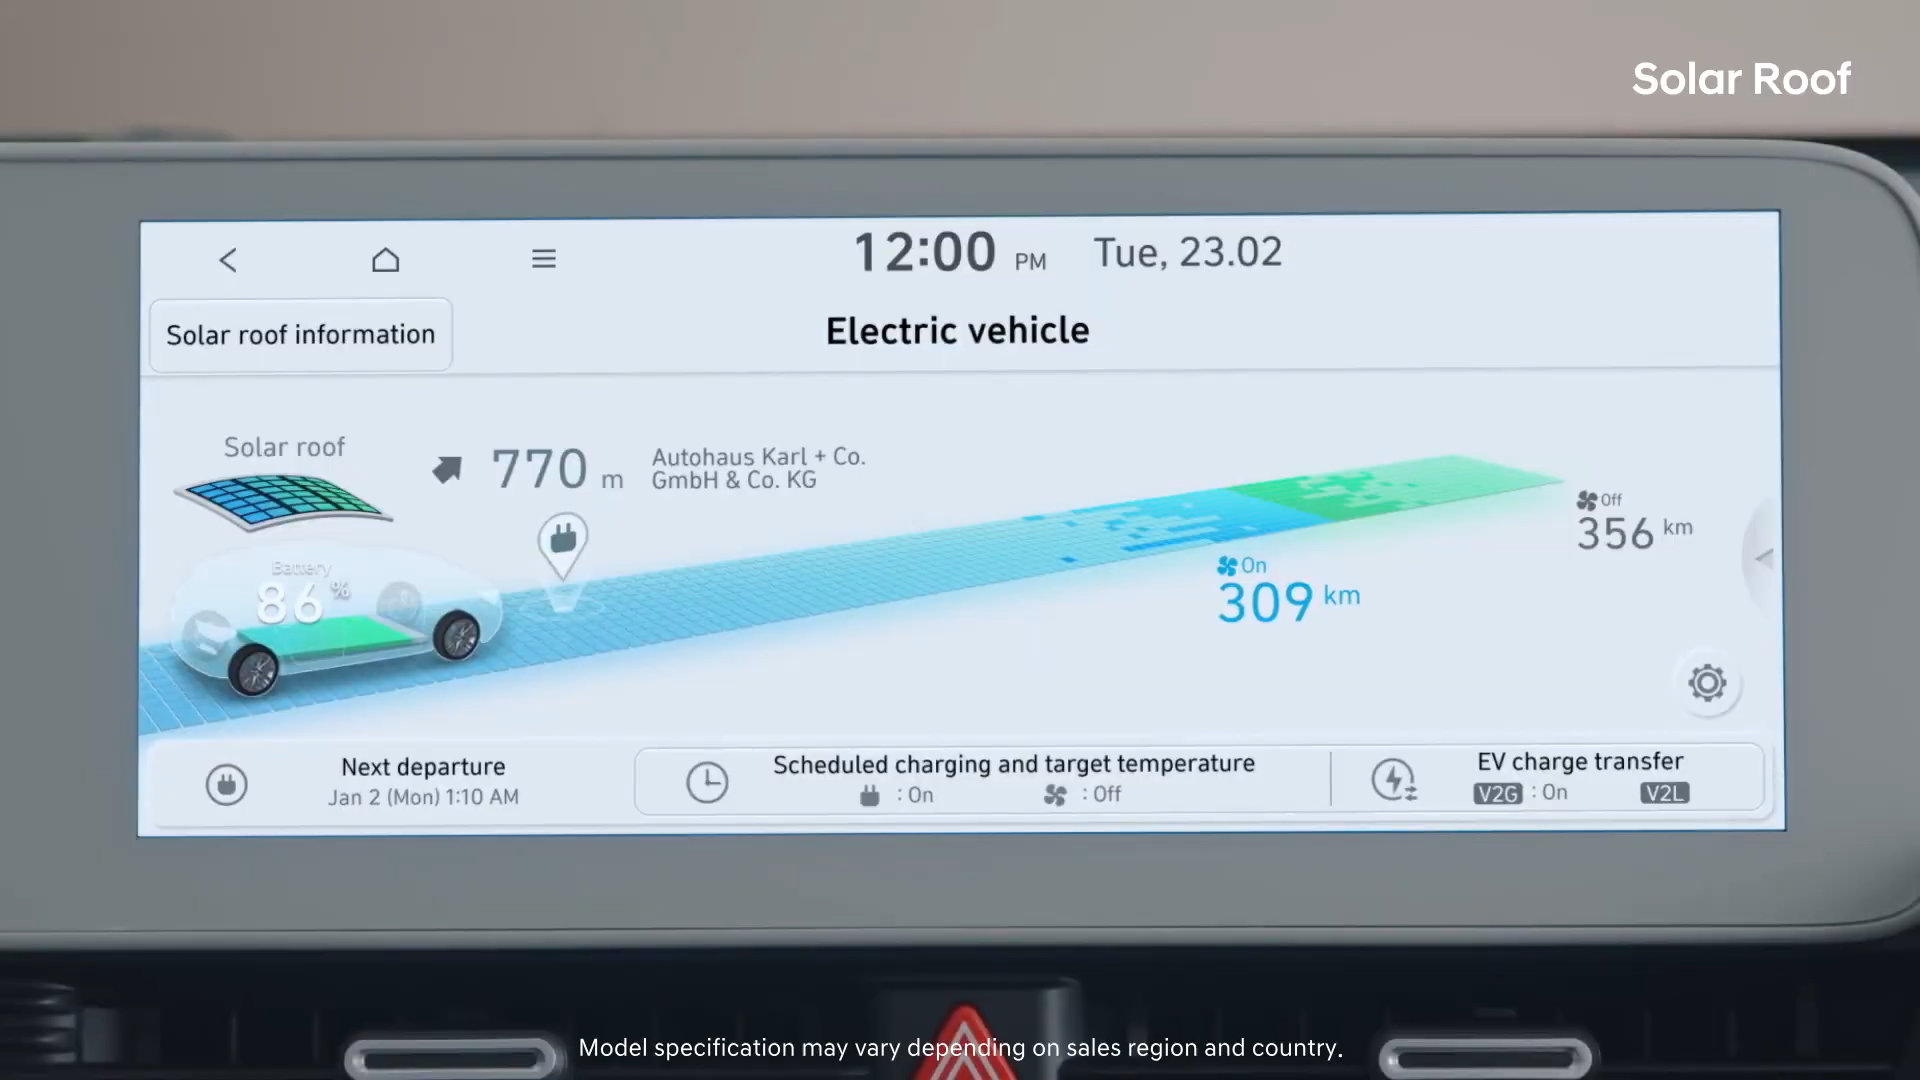 Solar Roof
12:00 PM Tue, 23.02
Solar roof information
Electric vehicle
Solar roof
770 m
Autohaus Karl + Co.
GmbH & Co. KG
Off
356 km
On
309 km
Battery
86 %
Next departure
Jan 2 (Mon) 1:10 AM
Scheduled charging and target temperature
: On : Off
EV charge transfer
V2G : On V2L
Model specification may vary depending on sales region and country.